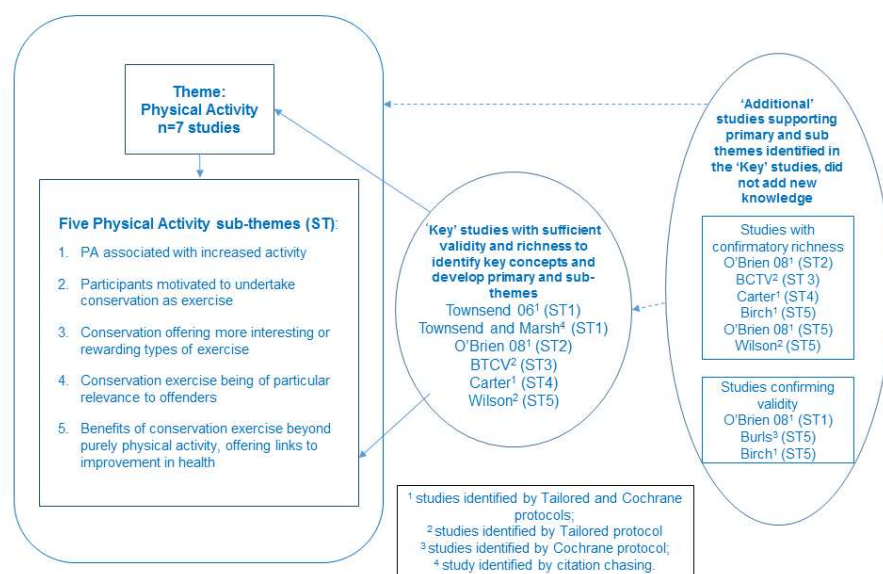 Theme:
Physical Activity
n=7 studies
Five Physical Activity sub-themes (ST):
1. PA associated with increased activity
2. Participants motivated to undertake
conservation as exercise
3. Conservation offering more interesting or
rewarding types of exercise
4. Conservation exercise being of particular
relevance to offenders
5. Benefits of conservation exercise beyond
purely physical activity, offering links to
improvement in health
'Key' studies with sufficient
validity and richness to
identify key concepts and
develop primary and sub-
themes
Townsend 06¹ (ST1)
Townsend and Marsh⁴ (ST1)
O'Brien 08¹ (ST2)
BTCV² (ST3)
Carter¹ (ST4)
Wilson² (ST5)
'Additional'
studies supporting
primary and sub
themes identified in
the 'Key' studies, did
not add new
knowledge
Studies with
confirmatory richness
O'Brien 08¹ (ST2)
BCTV² (ST 3)
Carter¹ (ST4)
Birch¹ (ST5)
O'Brien 08¹ (ST5)
Wilson² (ST5)
Studies confirming
validity
O'Brien 08¹ (ST1)
Burls³ (ST5)
Birch¹ (ST5)
¹ studies identified by Tailored and Cochrane
protocols;
² studies identified by Tailored protocol
³ studies identified by Cochrane protocol;
⁴ study identified by citation chasing.